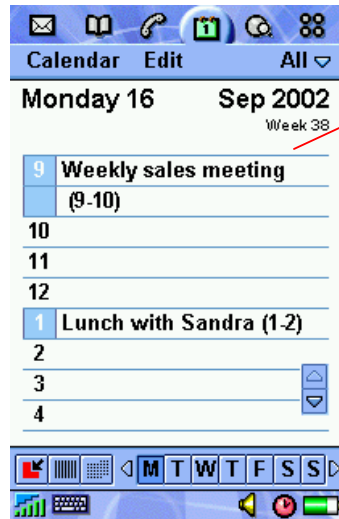 Calendar Edit All
Monday 16 Sep 2002
Week 38
9 Weekly sales meeting
(9-10)
10
11
12
1 Lunch with Sandra (1-2)
2
3
4
M T W T F S S